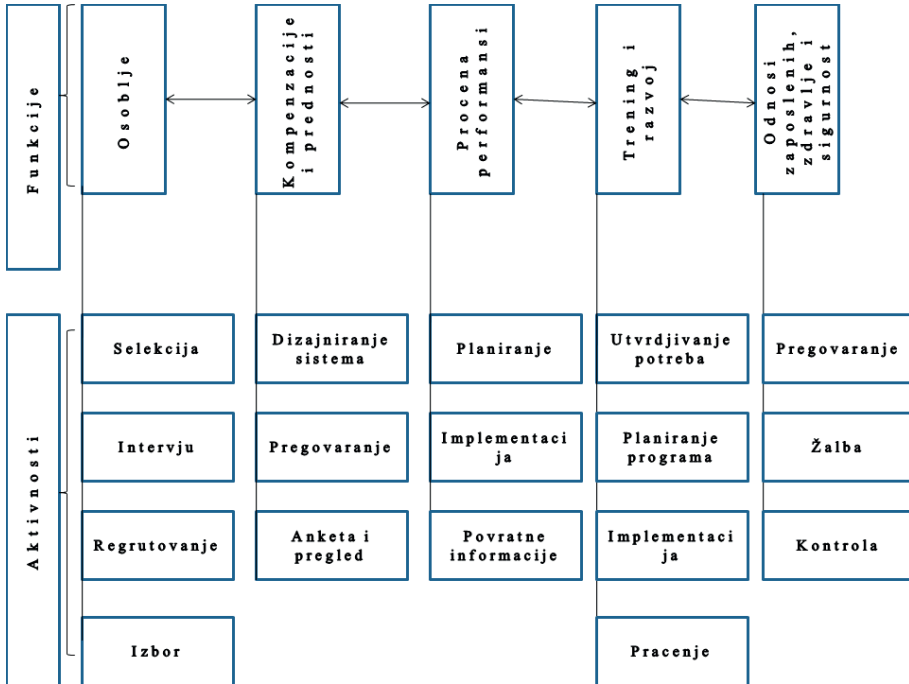 Funkcije
Osoblje
Kompenzacije
i prednosti
Procena
performansi
Trening i
razvoj
Odnosi
zaposlenih,
zdravlje i
sigurnost
Aktivnosti
Selekcija
Dizajniranje
sistema
Planiranje
Utvrdjivanje
potreba
Pregovaranje
Intervju
Pregovaranje
Implementaci
ja
Planiranje
programa
Žalba
Regrutovanje
Anketa i
pregled
Povratne
informacije
Implementaci
ja
Kontrola
Izbor
Pracenje